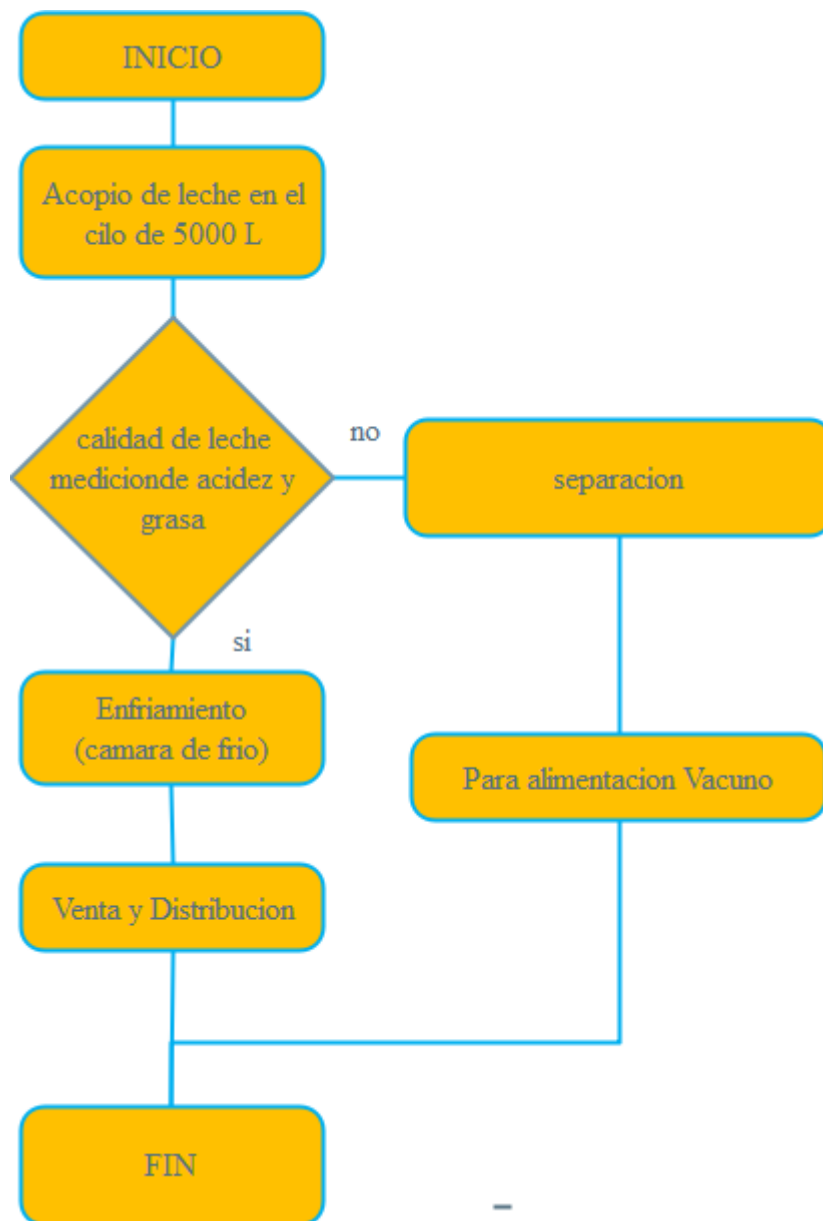 INICIO
Acopio de leche en el
cilo de 5000 L
calidad de leche
medicionde acidez y
grasa
no
separacion
si
Enfriamiento
(camara de frio)
Para alimentacion Vacuno
Venta y Distribucion
FIN